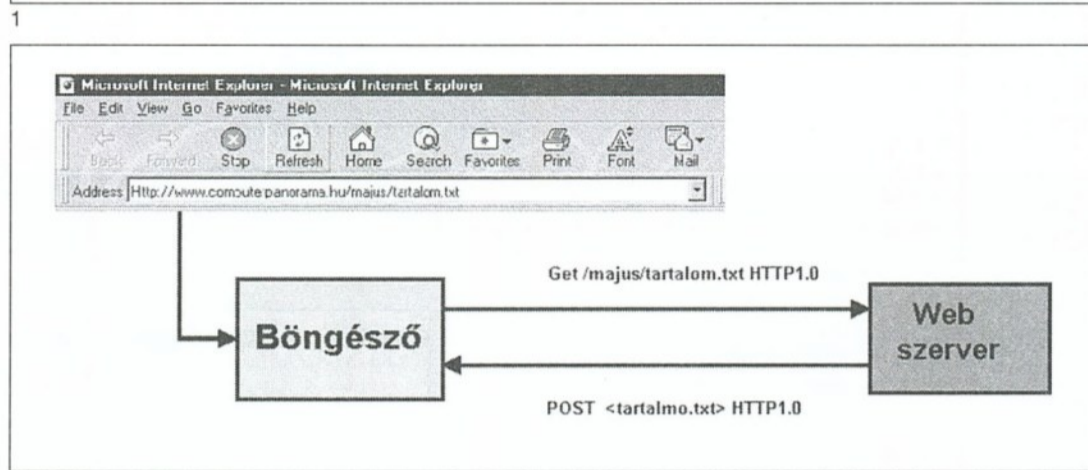 1
Microsoft Internet Explorer - Microsoft Internet Explorer
File Edit View Go Favorites Help
Back Forward Stop Refresh Home Search Favorites Print Font Mail
Address Http://www.computerpanorama.hu/majus/tartalom.txt
Get /majus/tartalom.txt HTTP1.0
Böngésző
Web
szerver
POST <tartalmo.txt> HTTP1.0